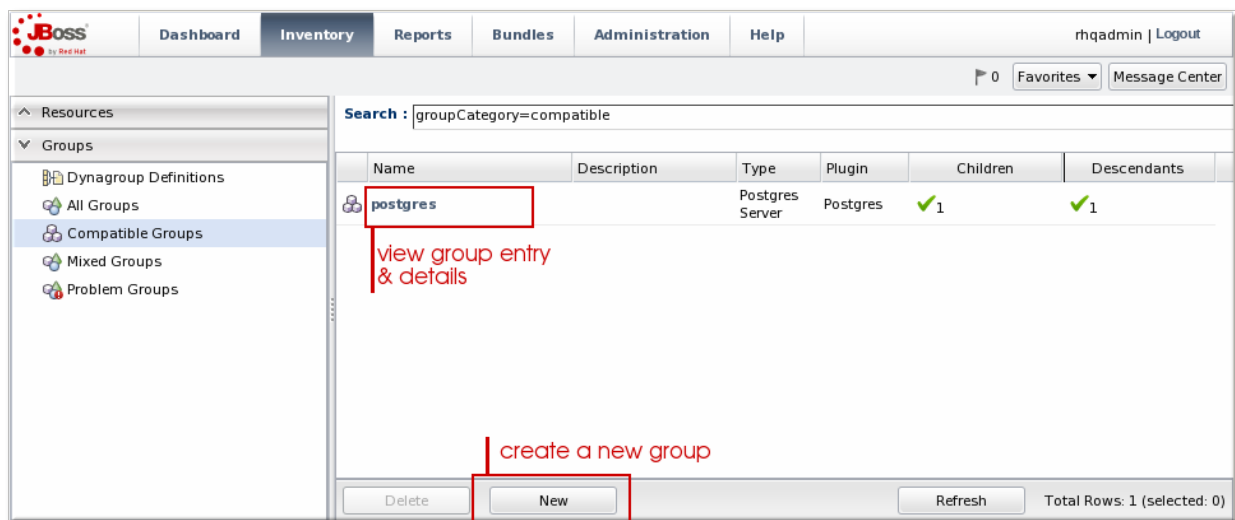 JBoss by Red Hat
Dashboard Inventory Reports Bundles Administration Help rhqadmin | Logout
0 Favorites Message Center
Resources
Groups
Dynagroup Definitions
All Groups
Compatible Groups
Mixed Groups
Problem Groups
Search : groupCategory=compatible
Name Description Type Plugin Children Descendants
postgres Postgres Server Postgres 1 1
view group entry
& details
create a new group
Delete New Refresh Total Rows: 1 (selected: 0)